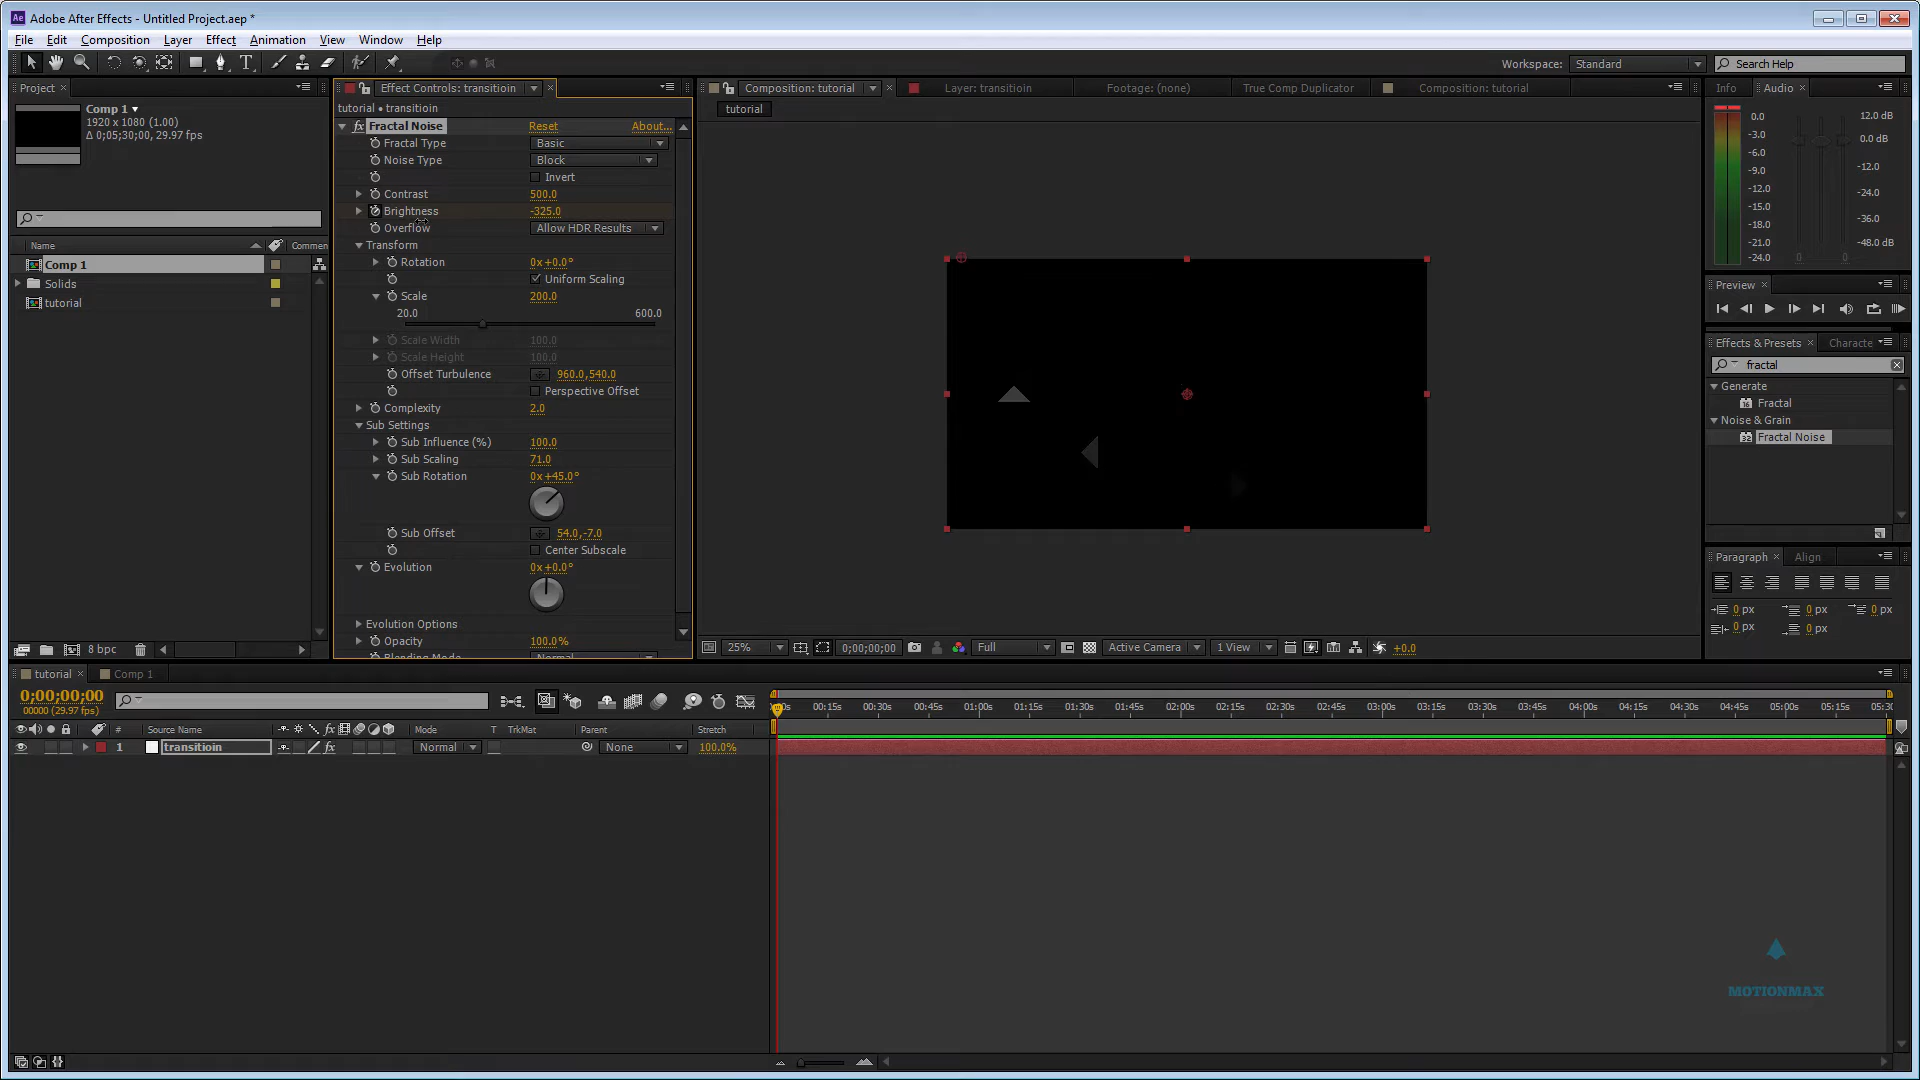 Adobe After Effects - Untitled Project.aep *
File Edit Composition Layer Effect Animation View Window Help
Workspace: Standard Search Help
Project
Comp 1
1920 x 1080 (1.00)
Δ 0;05;30;00, 29.97 fps
Name Commen
Comp 1
Solids
tutorial
8 bpc
Effect Controls: transitioin
tutorial • transitioin
fx Fractal Noise Reset About...
Fractal Type Basic
Noise Type Block
Invert
Contrast 500.0
Brightness -325.0
Overflow Allow HDR Results
Transform
Rotation 0x+0.0°
Uniform Scaling
Scale 200.0
20.0 600.0
Scale Width 100.0
Scale Height 100.0
Offset Turbulence 960.0,540.0
Perspective Offset
Complexity 2.0
Sub Settings
Sub Influence (%) 100.0
Sub Scaling 71.0
Sub Rotation 0x+45.0°
Sub Offset 54.0,-7.0
Center Subscale
Evolution 0x+0.0°
Evolution Options
Opacity 100.0%
Blending Mode Normal
Composition: tutorial Layer: transitioin Footage: (none) True Comp Duplicator Composition: tutorial
tutorial
25% 0;00;00;00 Full Active Camera 1 View +0.0
Info Audio
0.0 12.0 dB
-3.0 0.0 dB
-6.0 -6.0 dB
-9.0 -12.0 dB
-12.0
-15.0 -24.0 dB
-18.0 -36.0 dB
-21.0 -48.0 dB
-24.0 0 0
Preview
Effects & Presets Characte
fractal
Generate
Fractal
Noise & Grain
32 Fractal Noise
Paragraph Align
0 px 0 px 0 px
0 px 0 px
tutorial Comp 1
0;00;00;00
00000 (29.97 fps)
# Source Name fx Mode T TrkMat Parent Stretch
1 transitioin fx Normal None 100.0%
00:15s 00:30s 00:45s 01:00s 01:15s 01:30s 01:45s 02:00s 02:15s 02:30s 02:45s 03:00s 03:15s 03:30s 03:45s 04:00s 04:15s 04:30s 04:45s 05:00s 05:15s 05:30
MOTIONMAX